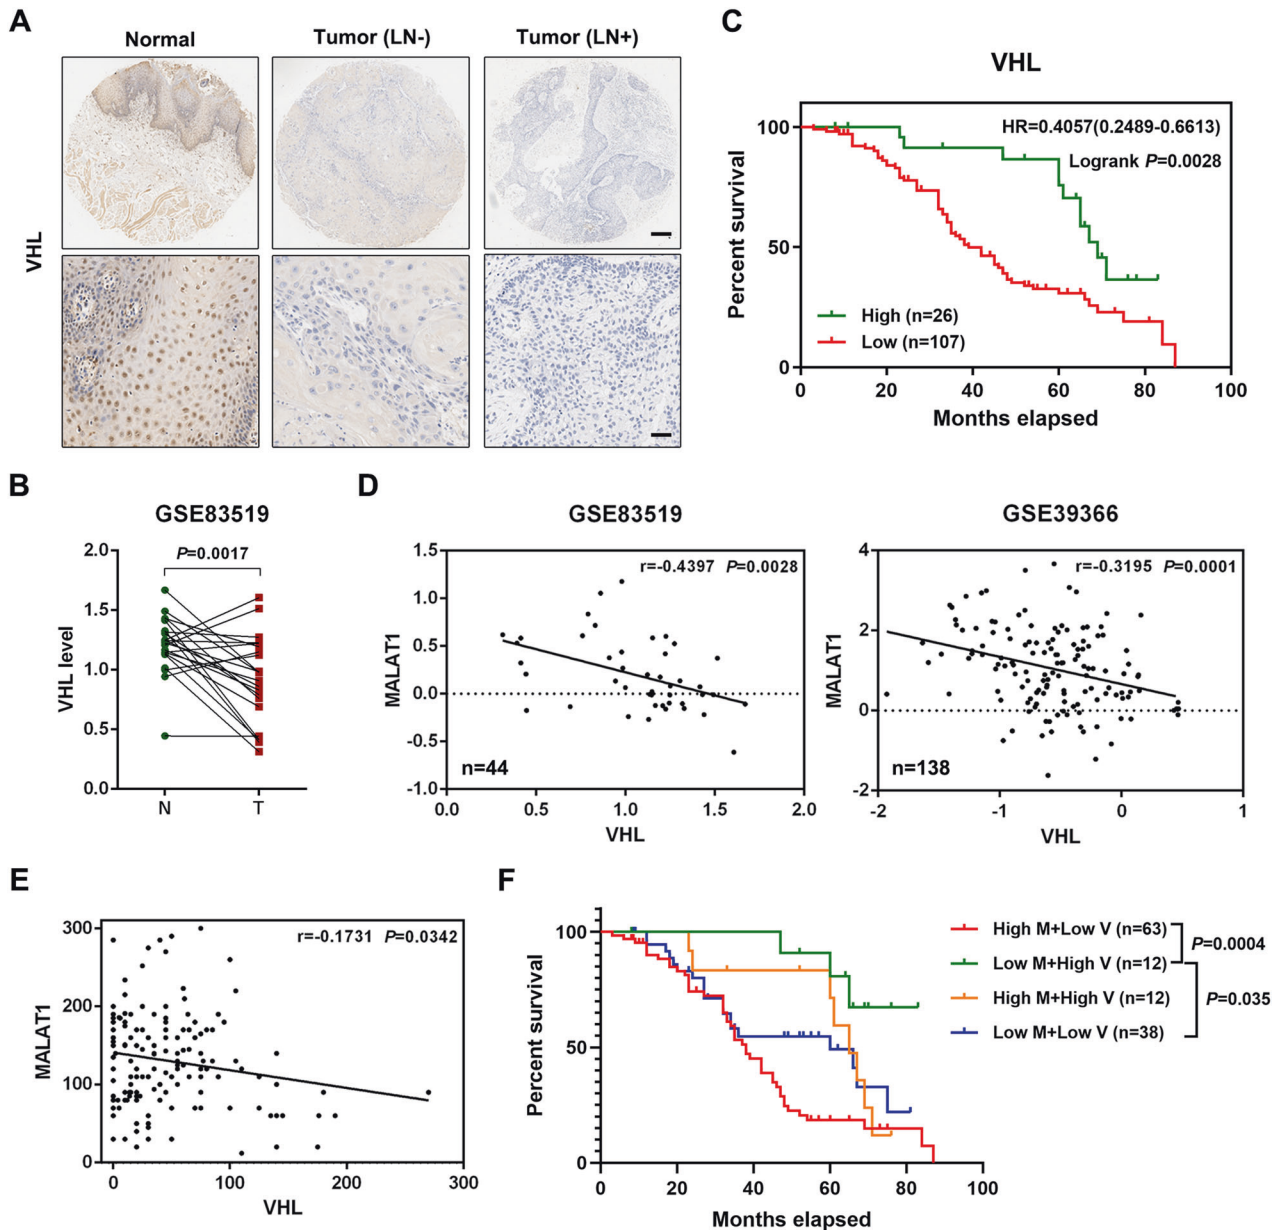 A
Normal
Tumor (LN-)
Tumor (LN+)
VHL
C
VHL
HR=0.4057(0.2489-0.6613)
Logrank P=0.0028
Percent survival
100
50
0
High (n=26)
Low (n=107)
0 20 40 60 80 100
Months elapsed
B
GSE83519
P=0.0017
VHL level
2.0
1.5
1.0
0.5
0.0
N T
D
GSE83519
r=-0.4397 P=0.0028
MALAT1
1.5
1.0
0.5
0.0
-0.5
-1.0
n=44
0.0 0.5 1.0 1.5 2.0
VHL
GSE39366
r=-0.3195 P=0.0001
MALAT1
4
2
0
-2
n=138
-2 -1 0 1
VHL
E
r=-0.1731 P=0.0342
MALAT1
300
200
100
0
0 100 200 300
VHL
F
Percent survival
100
50
0
0 20 40 60 80 100
Months elapsed
High M+Low V (n=63)
Low M+High V (n=12)
High M+High V (n=12)
Low M+Low V (n=38)
P=0.0004
P=0.035